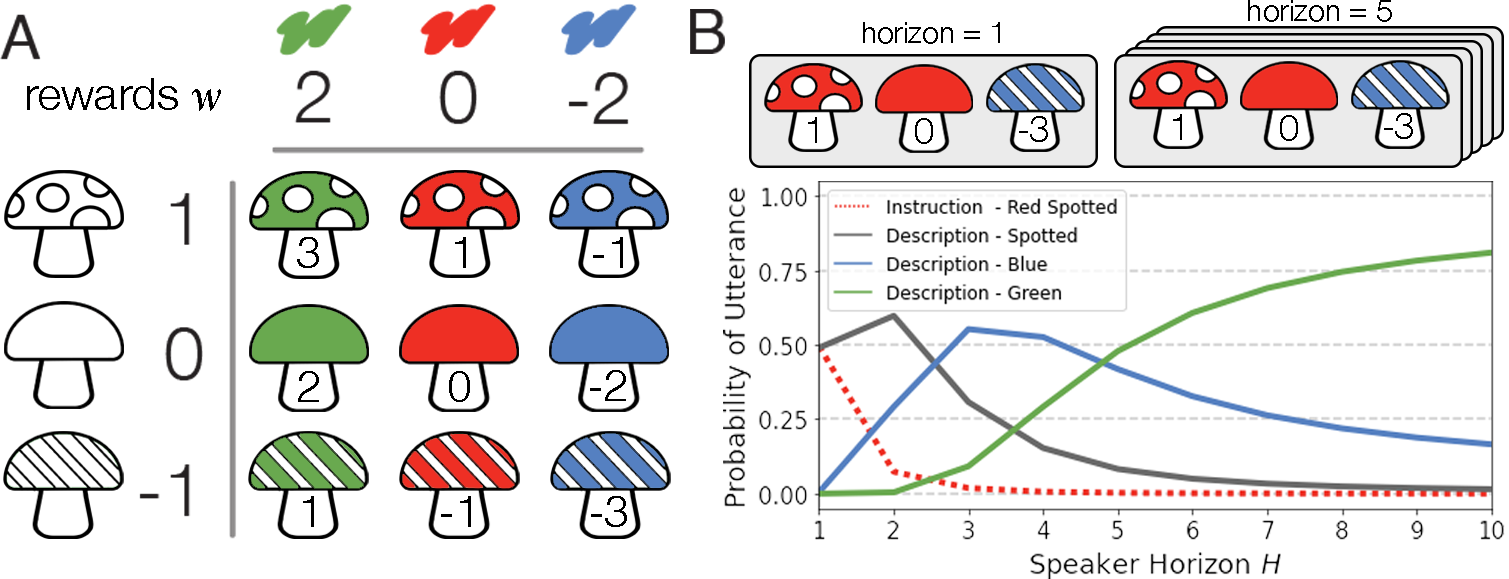 A
rewards w
2 0 -2
1
3 1 -1
0
2 0 -2
-1
1 -1 -3
B
horizon = 1
horizon = 5
1 0 -3
1 0 -3
Probability of Utterance
1.00
0.75
0.50
0.25
0.00
Instruction - Red Spotted
Description - Spotted
Description - Blue
Description - Green
1 2 3 4 5 6 7 8 9 10
Speaker Horizon H